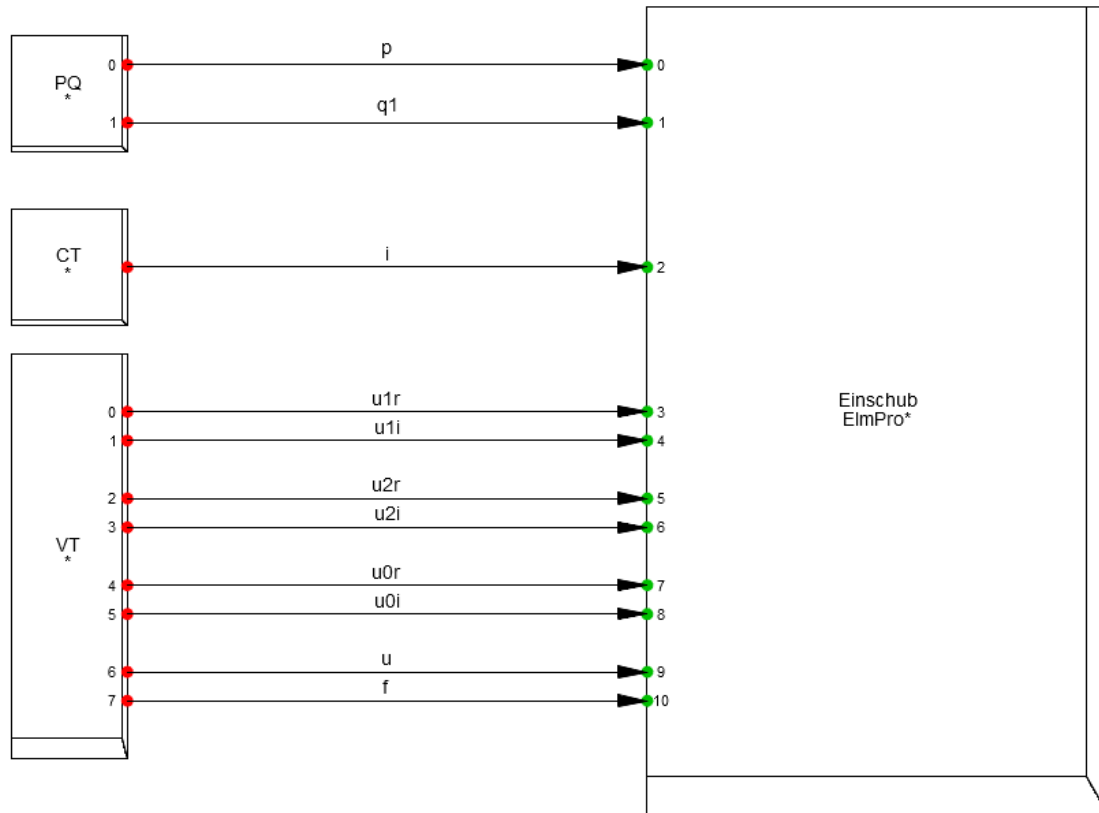 p
0 0
PQ
*
q1
1 1
CT
*
i
2
u1r
0 3
u1i
1 4
Einschub
ElmPro*
u2r
2 5
u2i
3 6
VT
*
u0r
4 7
u0i
5 8
u
6 9
f
7 10